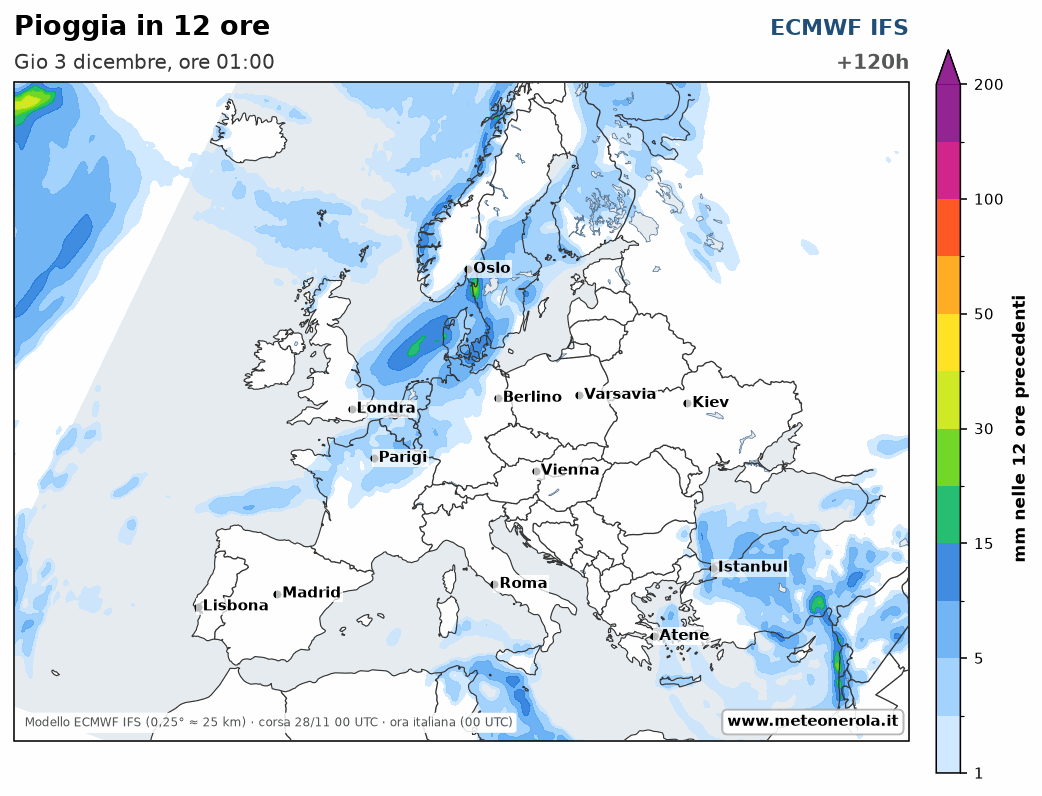 Pioggia in 12 ore
ECMWF IFS
Gio 3 dicembre, ore 01:00
+120h
200
100
50
30
15
5
1
mm nelle 12 ore precedenti
Oslo
Londra
Berlino
Varsavia
Kiev
Parigi
Vienna
Istanbul
Roma
Madrid
Lisbona
Atene
Modello ECMWF IFS (0,25° ≈ 25 km) · corsa 28/11 00 UTC · ora italiana (00 UTC)
www.meteonerola.it